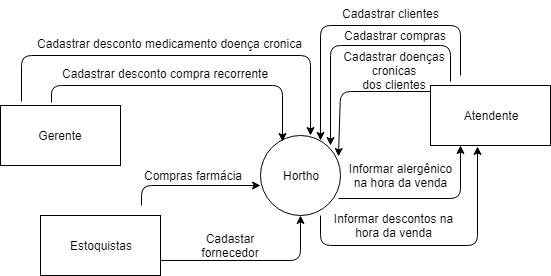 Cadastrar clientes
Cadastrar desconto medicamento doença cronica
Cadastrar compras
Cadastrar doenças
cronicas
dos clientes
Cadastrar desconto compra recorrente
Gerente
Atendente
Compras farmácia
Hortho
Informar alergênico
na hora da venda
Informar descontos na
hora da venda
Estoquistas
Cadastar
fornecedor